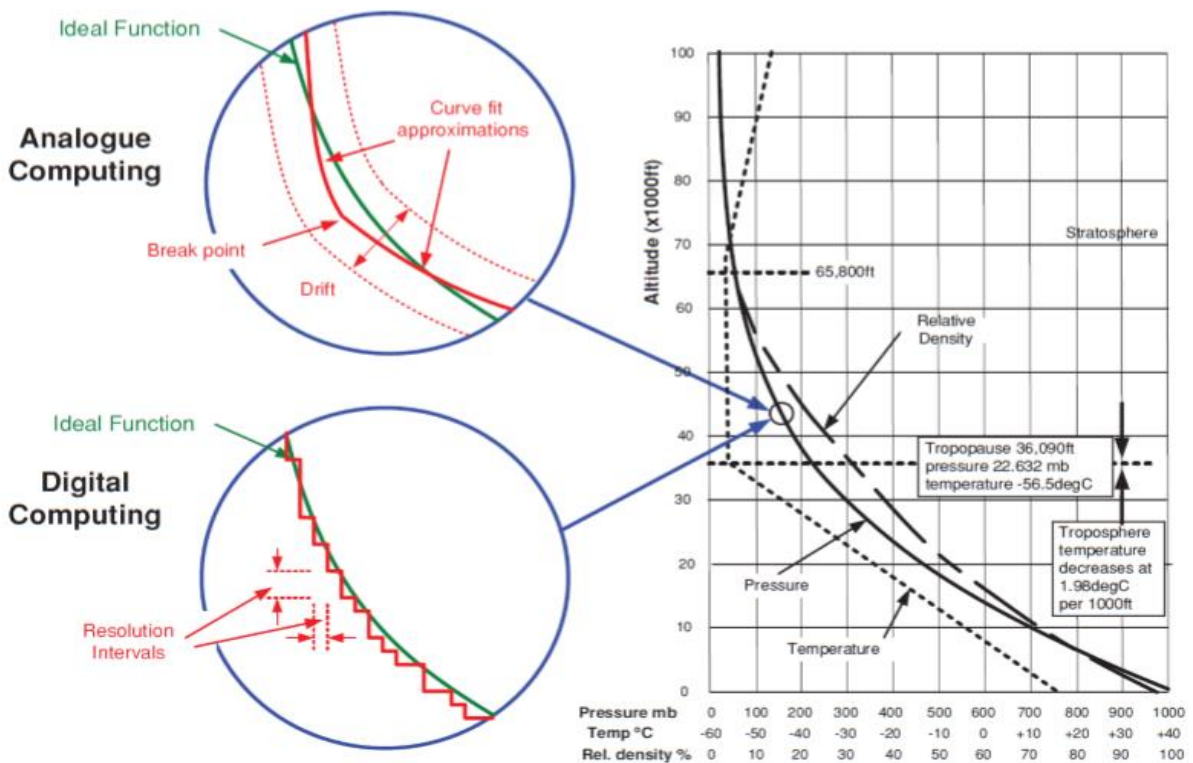 Ideal Function
Analogue
Computing
Curve fit
approximations
Break point
Drift
Ideal Function
Digital
Computing
Resolution
Intervals
Altitude (x1000ft)
100
90
80
70
60
50
40
30
20
10
0
Stratosphere
65,800ft
Relative
Density
Tropopause 36,090ft
pressure 22.632 mb
temperature -56.5degC
Troposphere
temperature
decreases at
1.98degC
per 1000ft
Pressure
Temperature
Pressure mb 0 100 200 300 400 500 600 700 800 900 1000
Temp °C -60 -50 -40 -30 -20 -10 0 +10 +20 +30 +40
Rel. density % 0 10 20 30 40 50 60 70 80 90 100